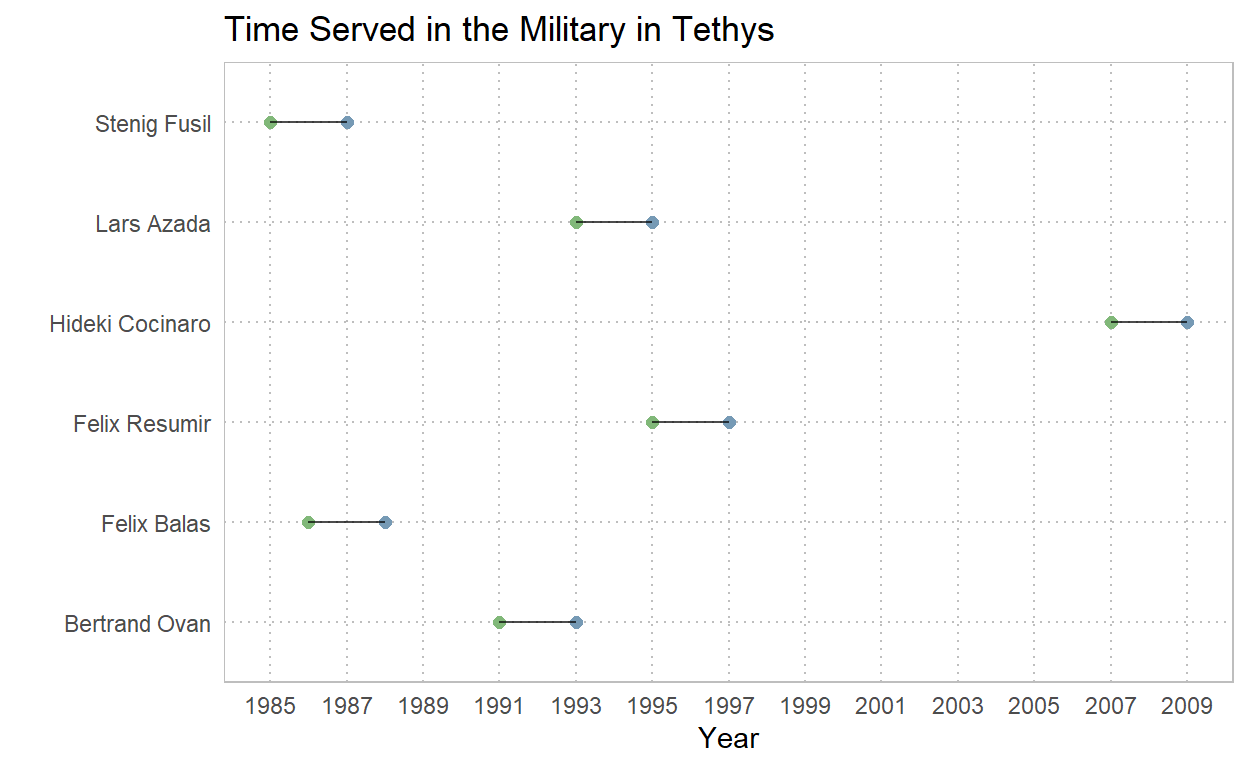 Time Served in the Military in Tethys
Stenig Fusil
Lars Azada
Hideki Cocinaro
Felix Resumir
Felix Balas
Bertrand Ovan
1985 1987 1989 1991 1993 1995 1997 1999 2001 2003 2005 2007 2009
Year